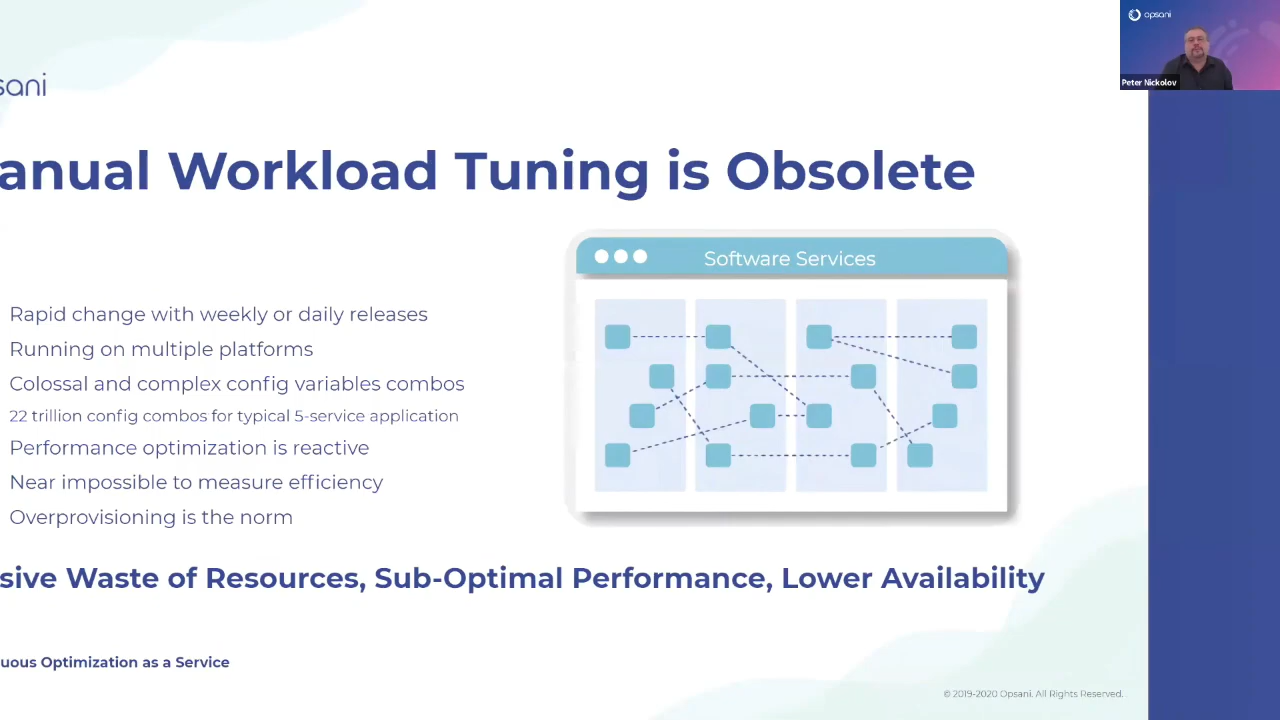 opsani
Peter Nickolov
sani
anual Workload Tuning is Obsolete
Software Services
Rapid change with weekly or daily releases
Running on multiple platforms
Colossal and complex config variables combos
22 trillion config combos for typical 5-service application
Performance optimization is reactive
Near impossible to measure efficiency
Overprovisioning is the norm
sive Waste of Resources, Sub-Optimal Performance, Lower Availability
uous Optimization as a Service
© 2019-2020 Opsani. All Rights Reserved.